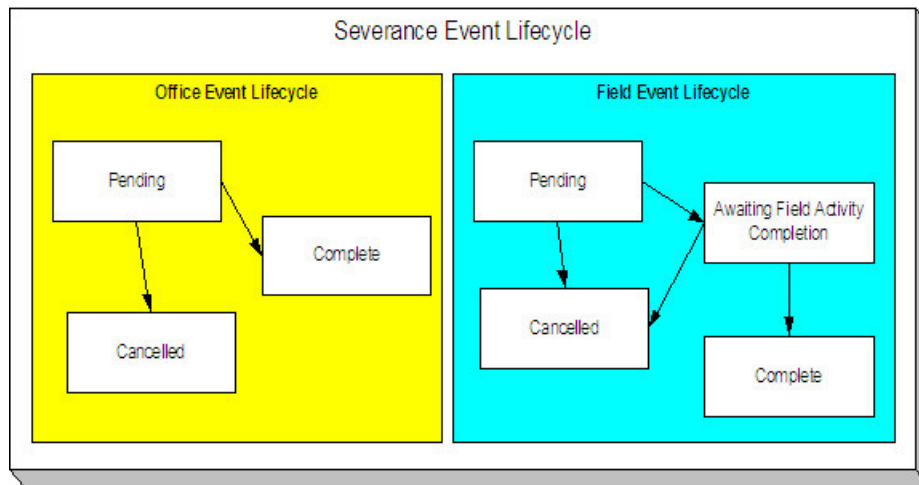 Severance Event Lifecycle
Office Event Lifecycle
Pending
Complete
Cancelled
Field Event Lifecycle
Pending
Awaiting Field Activity
Completion
Cancelled
Complete